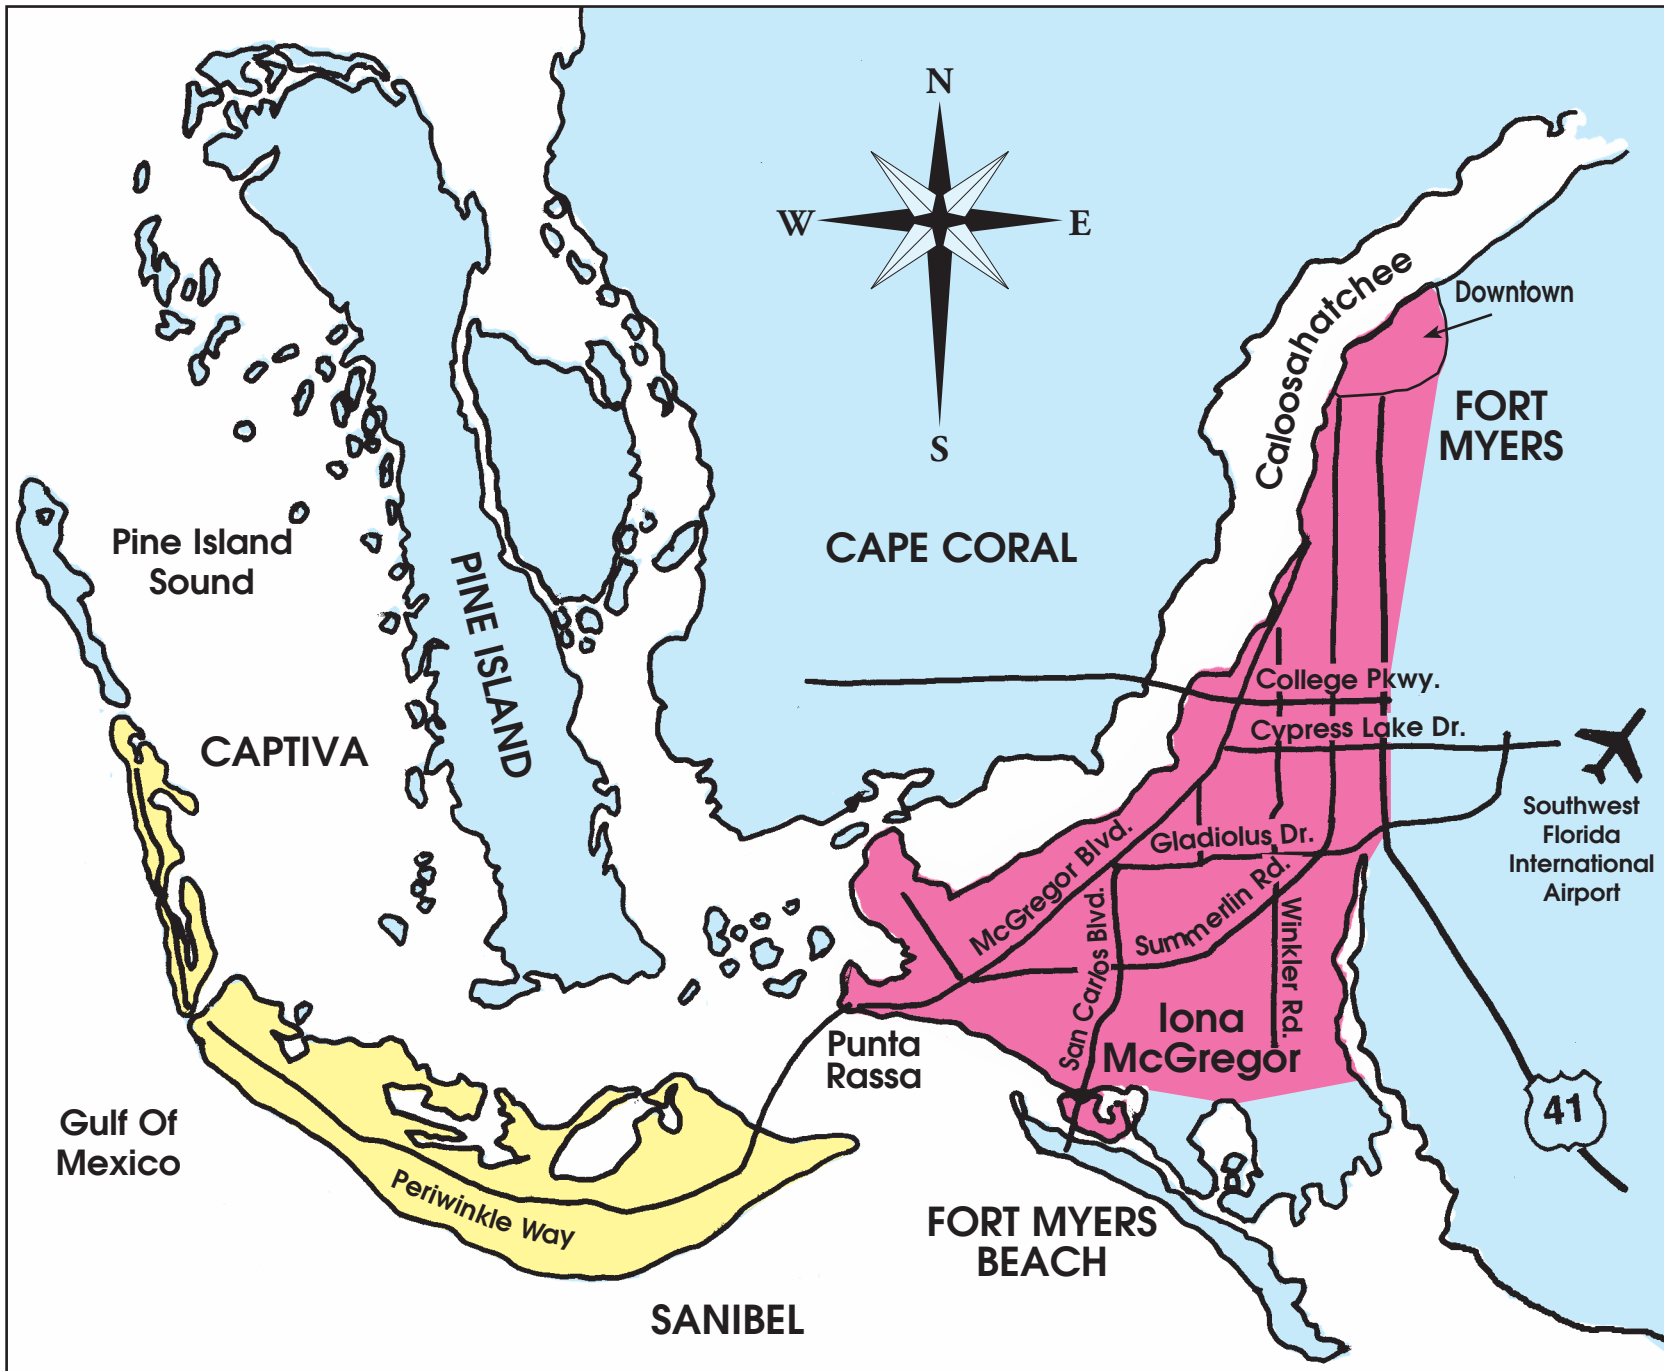 N
W
E
S
Caloosahatchee
Downtown
FORT
MYERS
Pine Island
Sound
PINE ISLAND
CAPE CORAL
CAPTIVA
College Pkwy.
Cypress Lake Dr.
Southwest
Florida
International
Airport
McGregor Blvd.
Gladiolus Dr.
San Carlos Blvd.
Summerlin Rd.
Winkler Rd.
Iona
McGregor
Punta
Rassa
41
Gulf Of
Mexico
Periwinkle Way
FORT MYERS
BEACH
SANIBEL